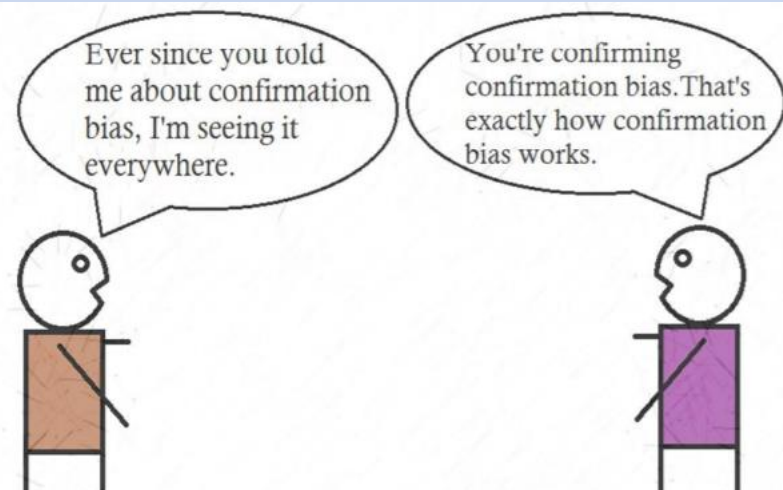 Ever since you told
me about confirmation
bias, I'm seeing it
everywhere.
You're confirming
confirmation bias.That's
exactly how confirmation
bias works.